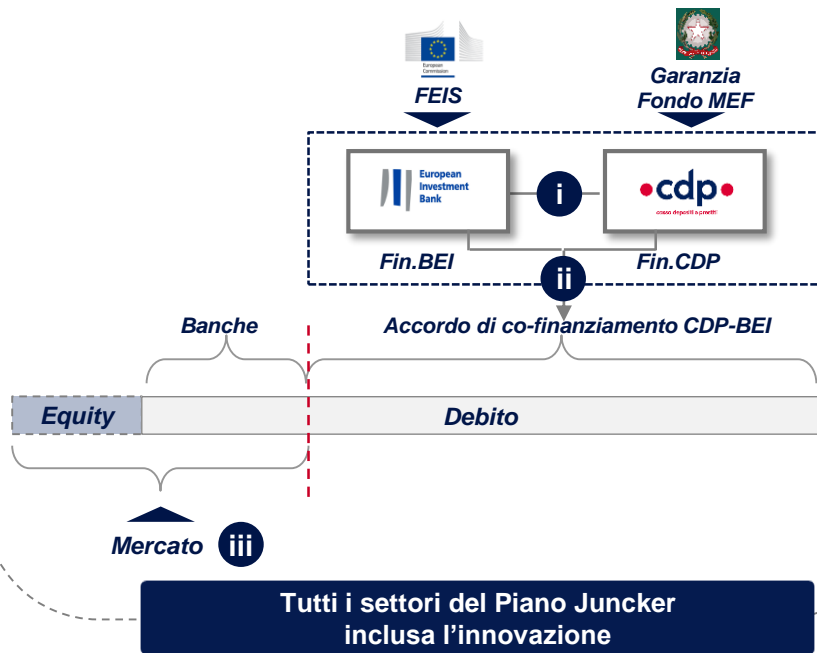 European
Commission
FEIS
Garanzia
Fondo MEF
European
Investment
Bank
i
cdp
cassa depositi e prestiti
Fin.BEI
Fin.CDP
ii
Banche
Accordo di co-finanziamento CDP-BEI
Equity
Debito
Mercato
iii
Tutti i settori del Piano Juncker
inclusa l’innovazione